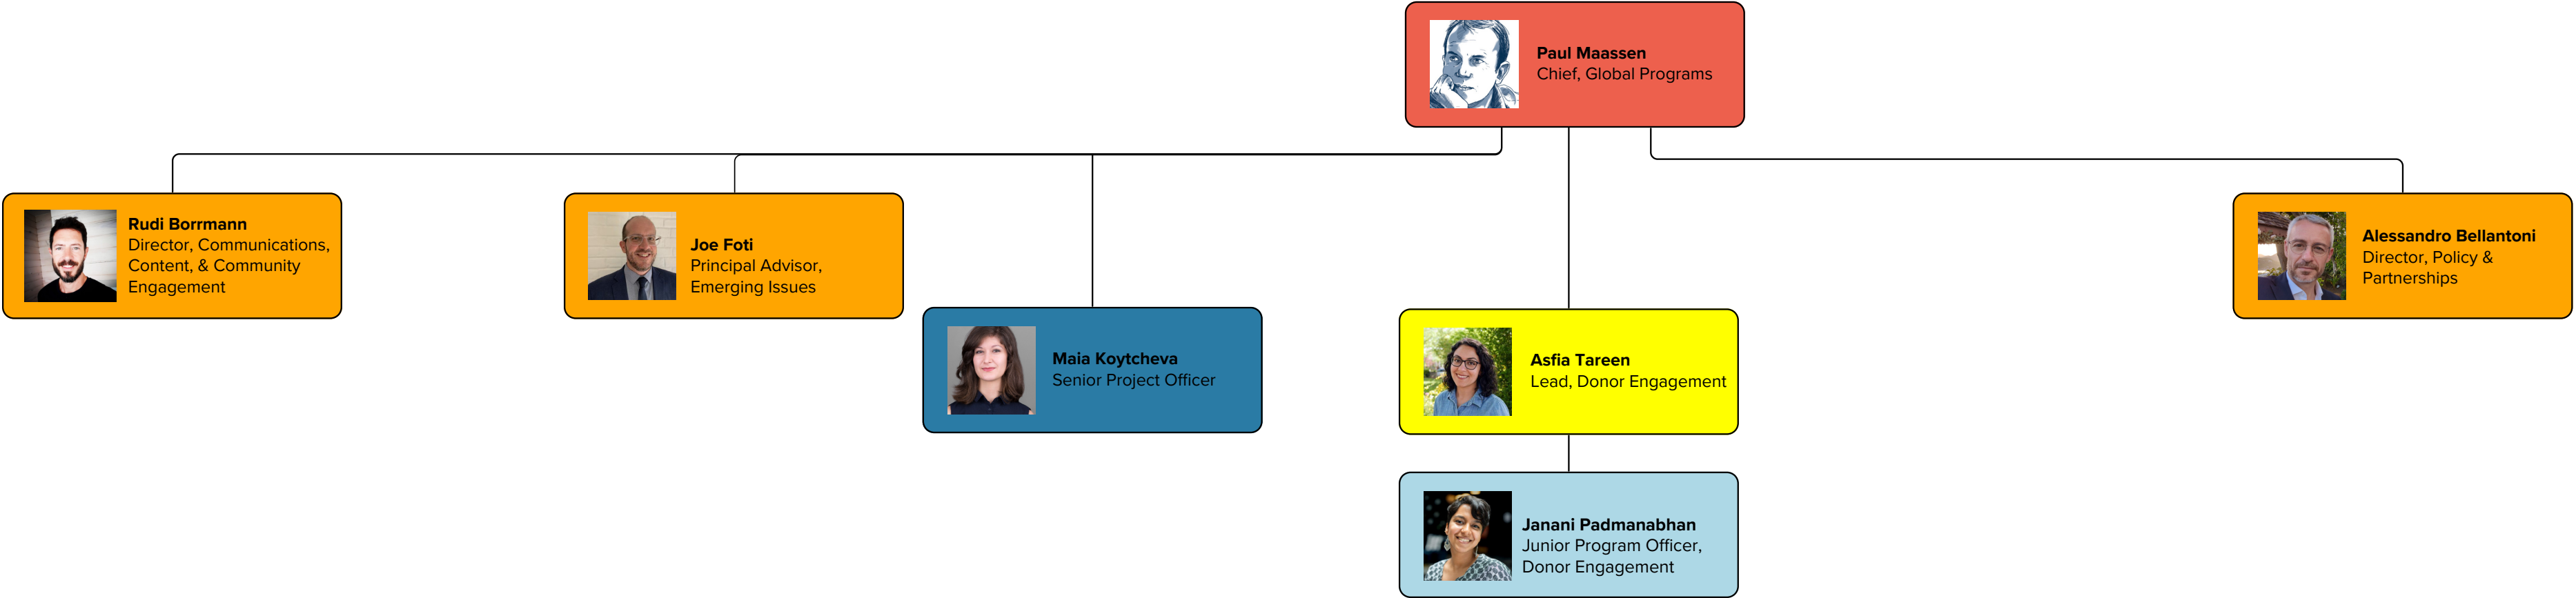 Paul Maassen
Chief, Global Programs
Rudi Borrmann
Director, Communications,
Content, & Community
Engagement
Joe Foti
Principal Advisor,
Emerging Issues
Alessandro Bellantoni
Director, Policy &
Partnerships
Maia Koytcheva
Senior Project Officer
Asfia Tareen
Lead, Donor Engagement
Janani Padmanabhan
Junior Program Officer,
Donor Engagement